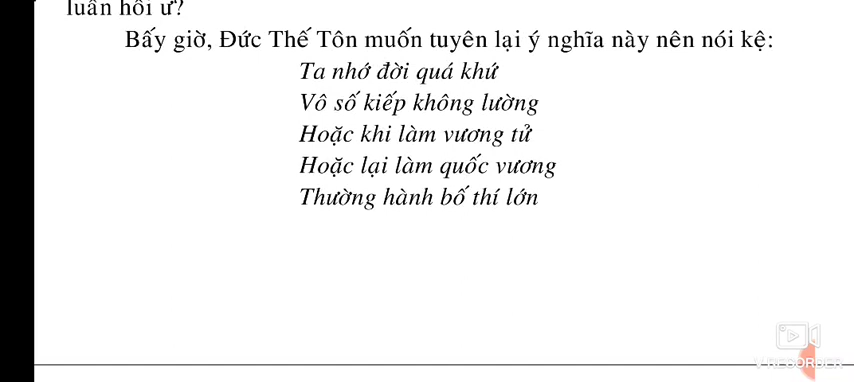 luân hồi ư?
Bấy giờ, Đức Thế Tôn muốn tuyên lại ý nghĩa này nên nói kệ:
Ta nhớ đời quá khứ
Vô số kiếp không lường
Hoặc khi làm vương tử
Hoặc lại làm quốc vương
Thường hành bố thí lớn
V RECORDER